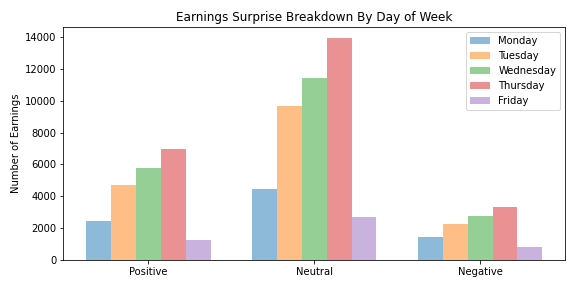 Earnings Surprise Breakdown By Day of Week
Number of Earnings
14000
12000
10000
8000
6000
4000
2000
0
Monday
Tuesday
Wednesday
Thursday
Friday
Positive
Neutral
Negative